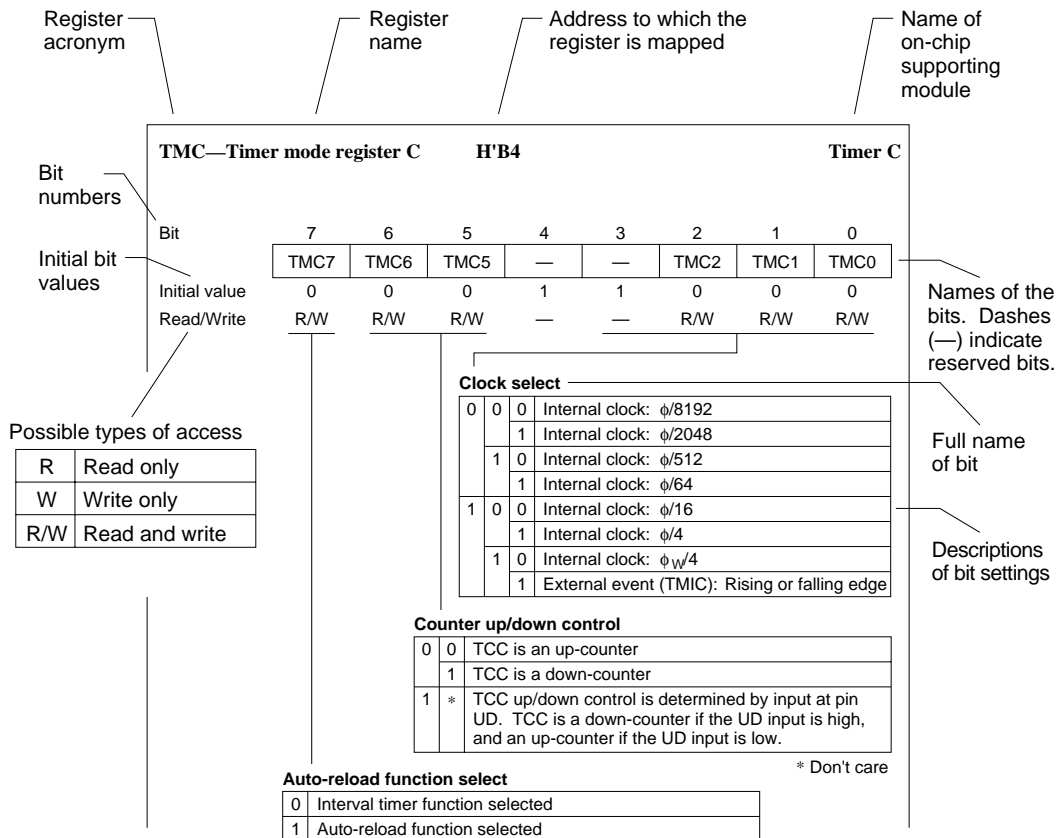 Register acronym
Register name
Address to which the register is mapped
Name of on-chip supporting module
TMC—Timer mode register C H'B4 Timer C
Bit numbers
Bit 7 6 5 4 3 2 1 0
Initial bit values
TMC7 TMC6 TMC5 — — TMC2 TMC1 TMC0
Initial value 0 0 0 1 1 0 0 0
Read/Write R/W R/W R/W — — R/W R/W R/W
Names of the bits. Dashes (—) indicate reserved bits.
Possible types of access
R Read only
W Write only
R/W Read and write
Clock select
0 0 0 Internal clock: ϕ/8192
1 Internal clock: ϕ/2048
1 0 Internal clock: ϕ/512
1 Internal clock: ϕ/64
1 0 0 Internal clock: ϕ/16
1 Internal clock: ϕ/4
1 0 Internal clock: ϕW/4
1 External event (TMIC): Rising or falling edge
Full name of bit
Descriptions of bit settings
Counter up/down control
0 0 TCC is an up-counter
1 TCC is a down-counter
1 * TCC up/down control is determined by input at pin
UD. TCC is a down-counter if the UD input is high,
and an up-counter if the UD input is low.
* Don't care
Auto-reload function select
0 Interval timer function selected
1 Auto-reload function selected